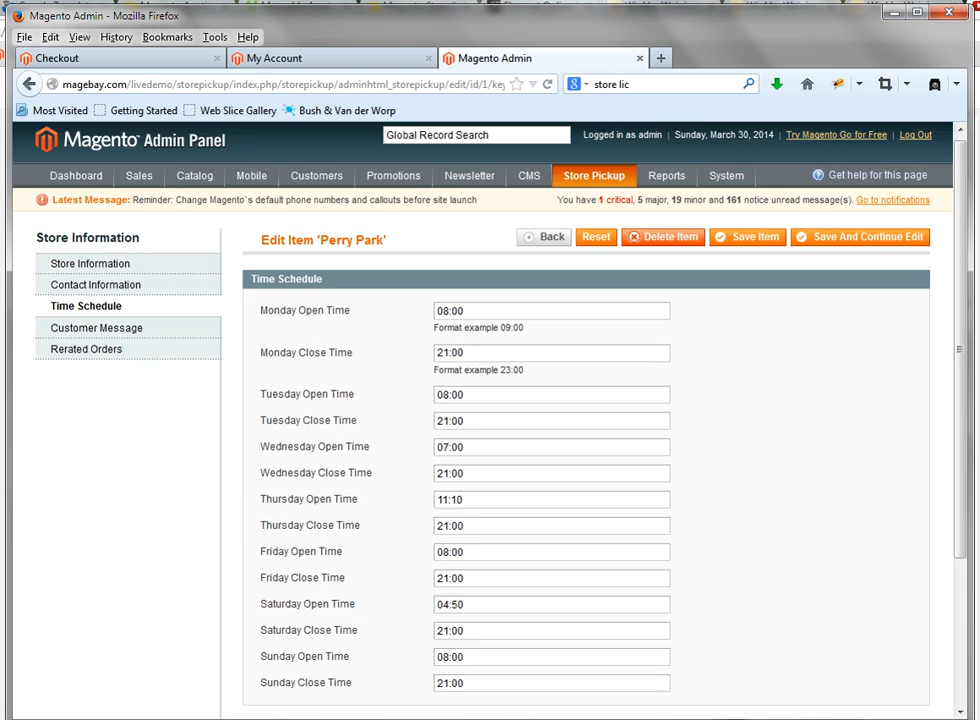 Magento Admin - Mozilla Firefox
File Edit View History Bookmarks Tools Help
Checkout × My Account × Magento Admin ×
magebay.com/livedemo/storepickup/index.php/storepickup/adminhtml_storepickup/edit/id/1/key
store lic
Most Visited Getting Started Web Slice Gallery Bush & Van der Worp
Magento Admin Panel
Global Record Search
Logged in as admin | Sunday, March 30, 2014 | Try Magento Go for Free | Log Out
Dashboard Sales Catalog Mobile Customers Promotions Newsletter CMS Store Pickup Reports System Get help for this page
Latest Message: Reminder: Change Magento`s default phone numbers and callouts before site launch You have 1 critical, 5 major, 19 minor and 161 notice unread message(s). Go to notifications
Store Information
Store Information
Contact Information
Time Schedule
Customer Message
Rerated Orders
Edit Item 'Perry Park' Back Reset Delete Item Save Item Save And Continue Edit
Time Schedule
Monday Open Time 08:00
Format example 09:00
Monday Close Time 21:00
Format example 23:00
Tuesday Open Time 08:00
Tuesday Close Time 21:00
Wednesday Open Time 07:00
Wednesday Close Time 21:00
Thursday Open Time 11:10
Thursday Close Time 21:00
Friday Open Time 08:00
Friday Close Time 21:00
Saturday Open Time 04:50
Saturday Close Time 21:00
Sunday Open Time 08:00
Sunday Close Time 21:00